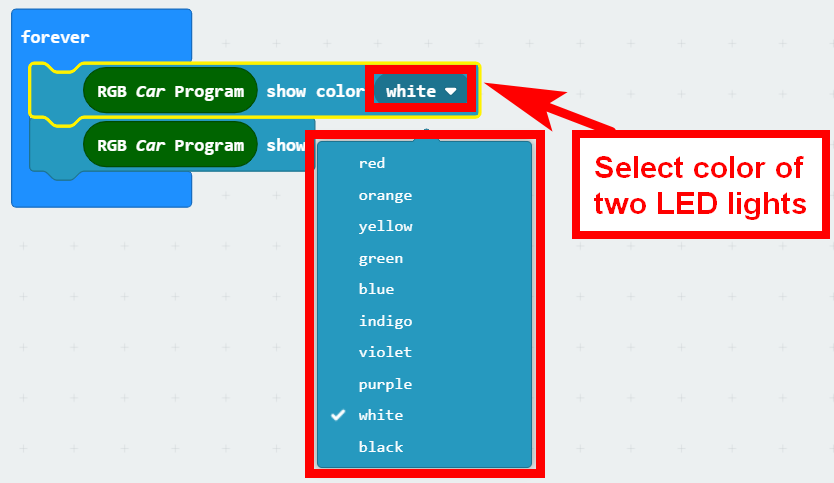 forever
RGB Car Program show color white
RGB Car Program show
red
orange
yellow
green
blue
indigo
violet
purple
white
black
Select color of
two LED lights